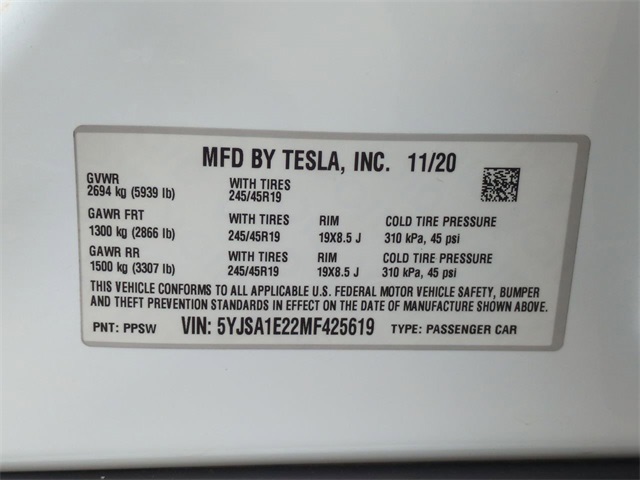 MFD BY TESLA, INC. 11/20
GVWR WITH TIRES
2694 kg (5939 lb) 245/45R19
GAWR FRT WITH TIRES RIM COLD TIRE PRESSURE
1300 kg (2866 lb) 245/45R19 19X8.5 J 310 kPa, 45 psi
GAWR RR WITH TIRES RIM COLD TIRE PRESSURE
1500 kg (3307 lb) 245/45R19 19X8.5 J 310 kPa, 45 psi
THIS VEHICLE CONFORMS TO ALL APPLICABLE U.S. FEDERAL MOTOR VEHICLE SAFETY, BUMPER
AND THEFT PREVENTION STANDARDS IN EFFECT ON THE DATE OF MANUFACTURE SHOWN ABOVE.
PNT: PPSW VIN: 5YJSA1E22MF425619 TYPE: PASSENGER CAR